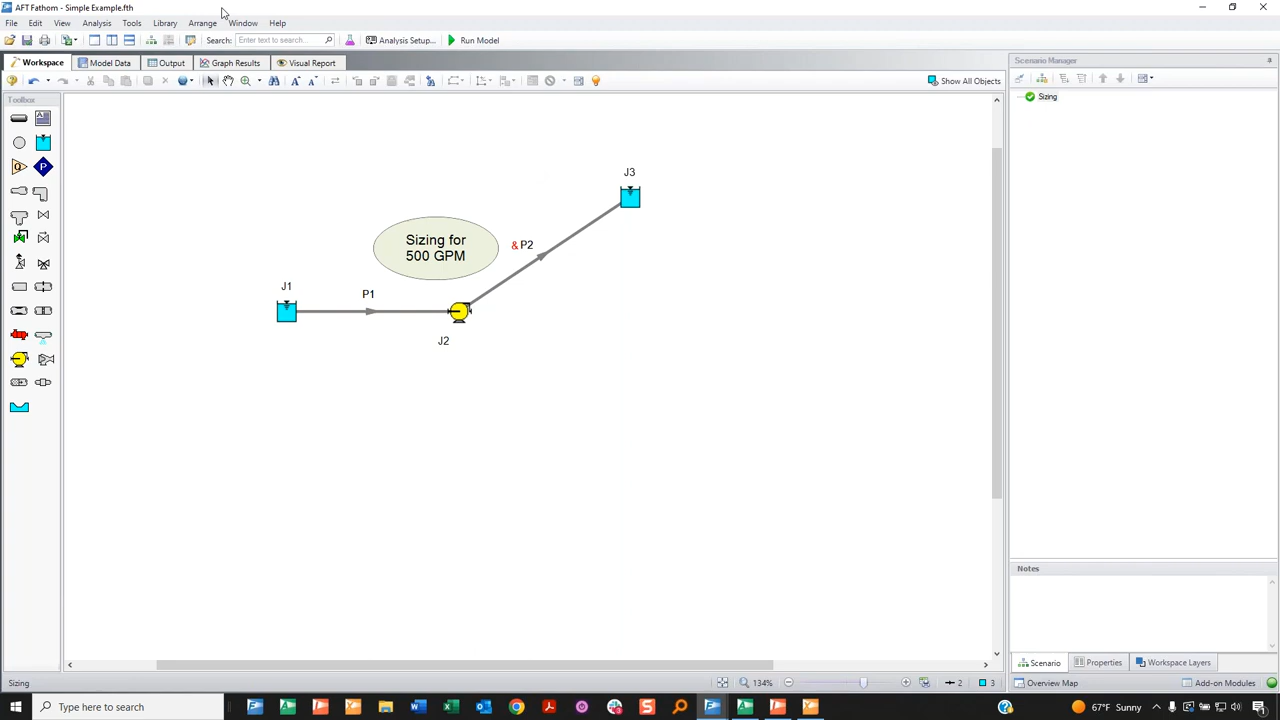 AFT Fathom - Simple Example.fth
File Edit View Analysis Tools Library Arrange Window Help
Search: Enter text to search... Analysis Setup... Run Model
Workspace Model Data Output Graph Results Visual Report
Show All Objects
Toolbox
Scenario Manager
Sizing
J3
Sizing for
500 GPM
& P2
J1
P1
J2
Notes
Scenario Properties Workspace Layers
Sizing 134% 2 3 Overview Map Add-on Modules
Type here to search 67°F Sunny